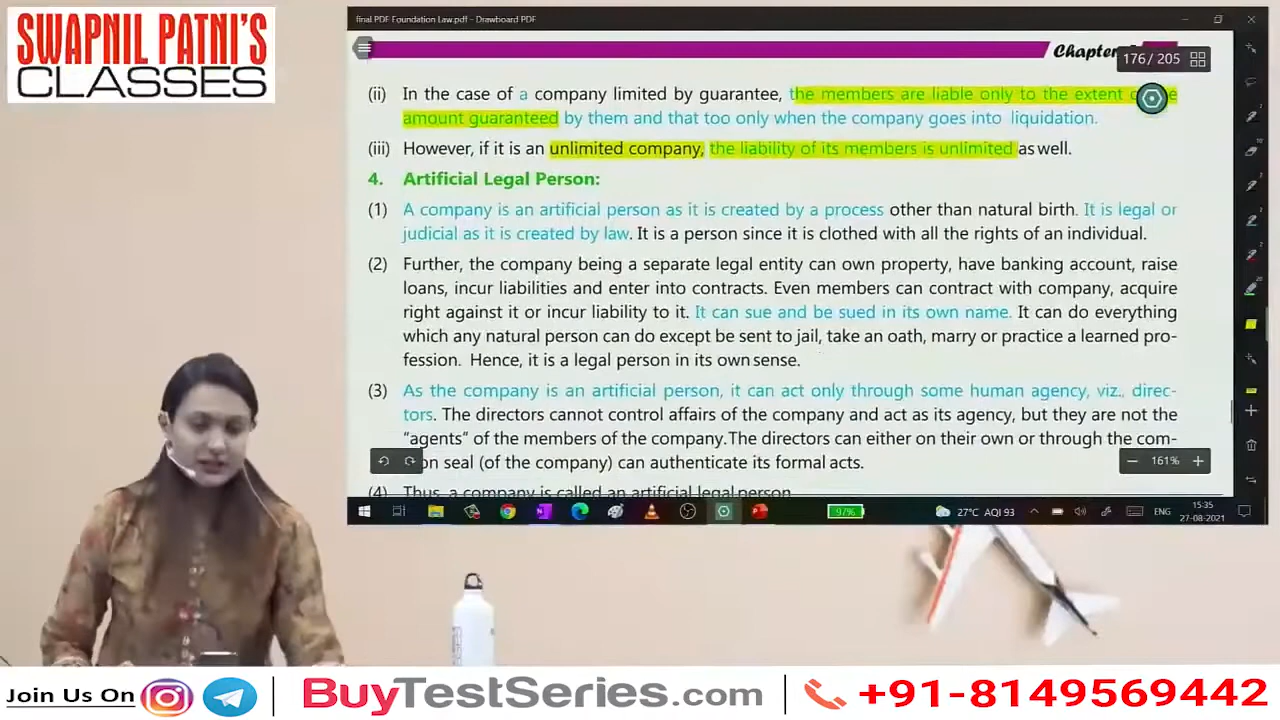 SWAPNIL PATNI'S
CLASSES
final PDF Foundation Law.pdf - Drawboard PDF
Chapter
176 / 205
(ii) In the case of a company limited by guarantee, the members are liable only to the extent
amount guaranteed by them and that too only when the company goes into liquidation.
(iii) However, if it is an unlimited company, the liability of its members is unlimited as well.
4. Artificial Legal Person:
(1) A company is an artificial person as it is created by a process other than natural birth. It is legal or
judicial as it is created by law. It is a person since it is clothed with all the rights of an individual.
(2) Further, the company being a separate legal entity can own property, have banking account, raise
loans, incur liabilities and enter into contracts. Even members can contract with company, acquire
right against it or incur liability to it. It can sue and be sued in its own name. It can do everything
which any natural person can do except be sent to jail, take an oath, marry or practice a learned pro-
fession. Hence, it is a legal person in its own sense.
(3) As the company is an artificial person, it can act only through some human agency, viz., direc-
tors. The directors cannot control affairs of the company and act as its agency, but they are not the
"agents" of the members of the company. The directors can either on their own or through the com-
on seal (of the company) can authenticate its formal acts.
161%
(4) Thus, a company is called an artificial legal person.
97%
27°C AQI 93
ENG
15:35
27-08-2021
Join Us On
BuyTestSeries.com
+91-8149569442